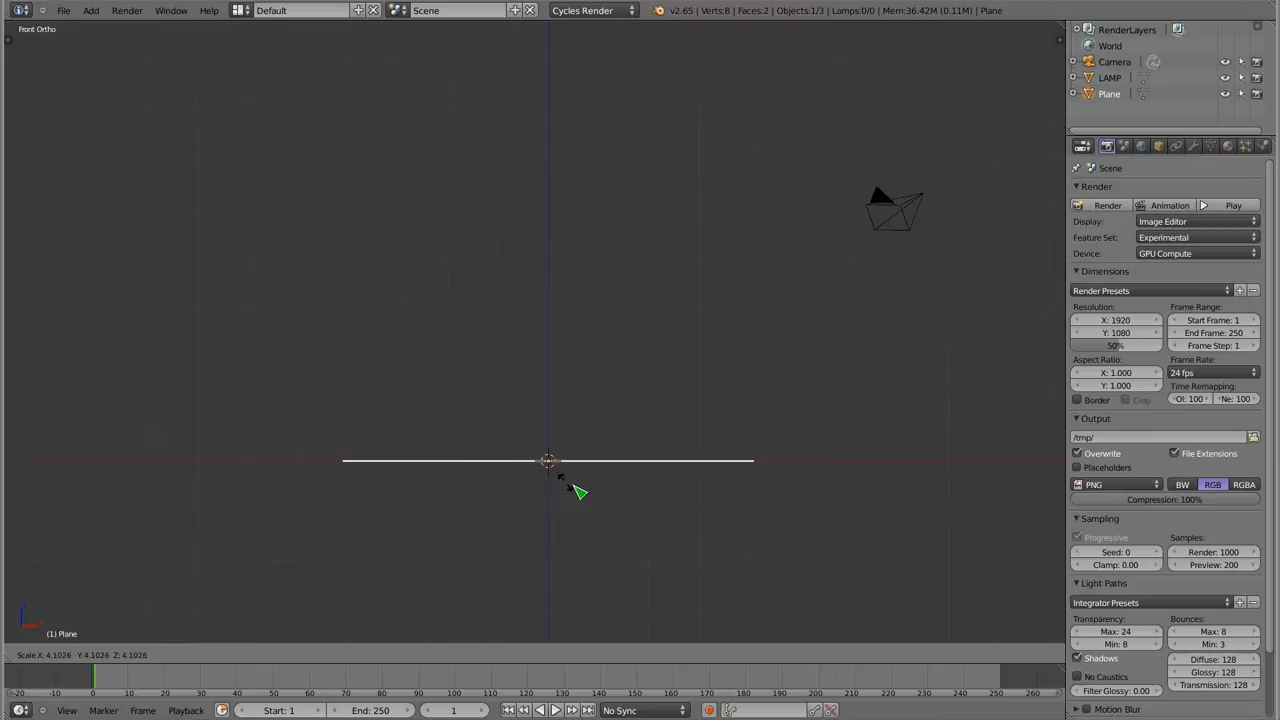 File Add Render Window Help Default Scene Cycles Render v2.65 | Verts:8 | Faces:2 | Objects:1/3 | Lamps:0/0 | Mem:36.42M (0.11M) | Plane
Front Ortho
RenderLayers
World
Camera
LAMP
Plane
Scene
Render
Render Animation Play
Display: Image Editor
Feature Set: Experimental
Device: GPU Compute
Dimensions
Render Presets
Resolution: Frame Range:
X: 1920 Start Frame: 1
Y: 1080 End Frame: 250
50% Frame Step: 1
Aspect Ratio: Frame Rate:
X: 1.000 24 fps
Y: 1.000 Time Remapping:
Border Crop Ol: 100 Ne: 100
Output
/tmp/
Overwrite File Extensions
Placeholders
PNG BW RGB RGBA
Compression: 100%
Sampling
Progressive Samples:
Seed: 0 Render: 1000
Clamp: 0.00 Preview: 200
Light Paths
Integrator Presets
Transparency: Bounces:
Max: 24 Max: 8
Min: 8 Min: 3
Shadows Diffuse: 128
No Caustics Glossy: 128
Filter Glossy: 0.00 Transmission: 128
Motion Blur
z
x
(1) Plane
Scale X: 4.1026 Y: 4.1026 Z: 4.1026
-20 -10 0 10 20 30 40 50 60 70 80 90 100 110 120 130 140 150 160 170 180 190 200 210 220 230 240 250 260
View Marker Frame Playback Start: 1 End: 250 1 No Sync